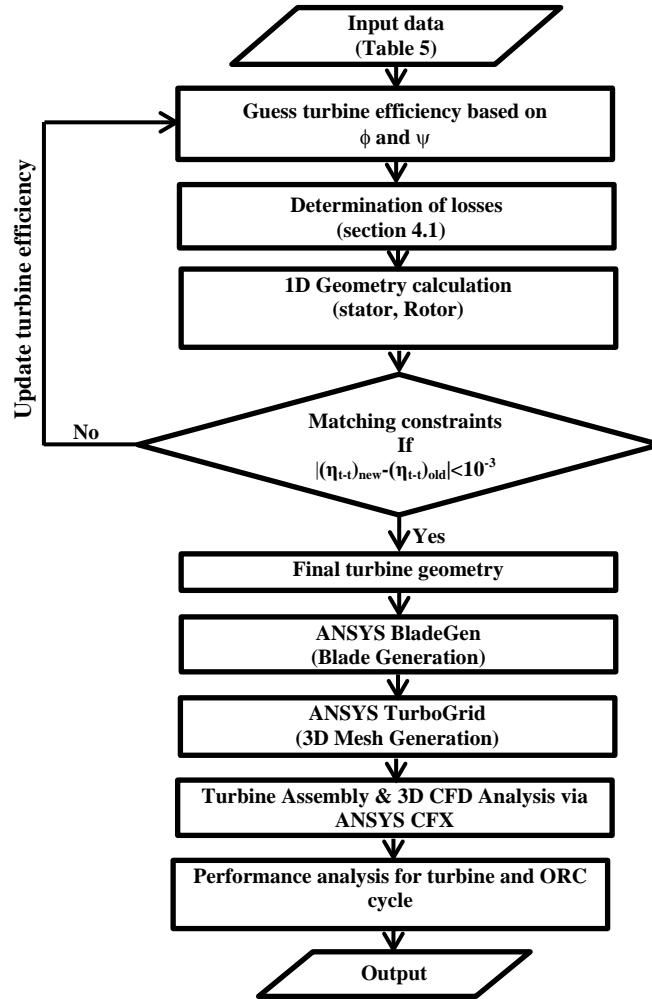 Input data
(Table 5)
Guess turbine efficiency based on
ϕ and ψ
Determination of losses
(section 4.1)
1D Geometry calculation
(stator, Rotor)
Update turbine efficiency
Matching constraints
If
|(η_{t-t})_{new}-(η_{t-t})_{old}|<10^{-3}
No
Yes
Final turbine geometry
ANSYS BladeGen
(Blade Generation)
ANSYS TurboGrid
(3D Mesh Generation)
Turbine Assembly & 3D CFD Analysis via
ANSYS CFX
Performance analysis for turbine and ORC
cycle
Output